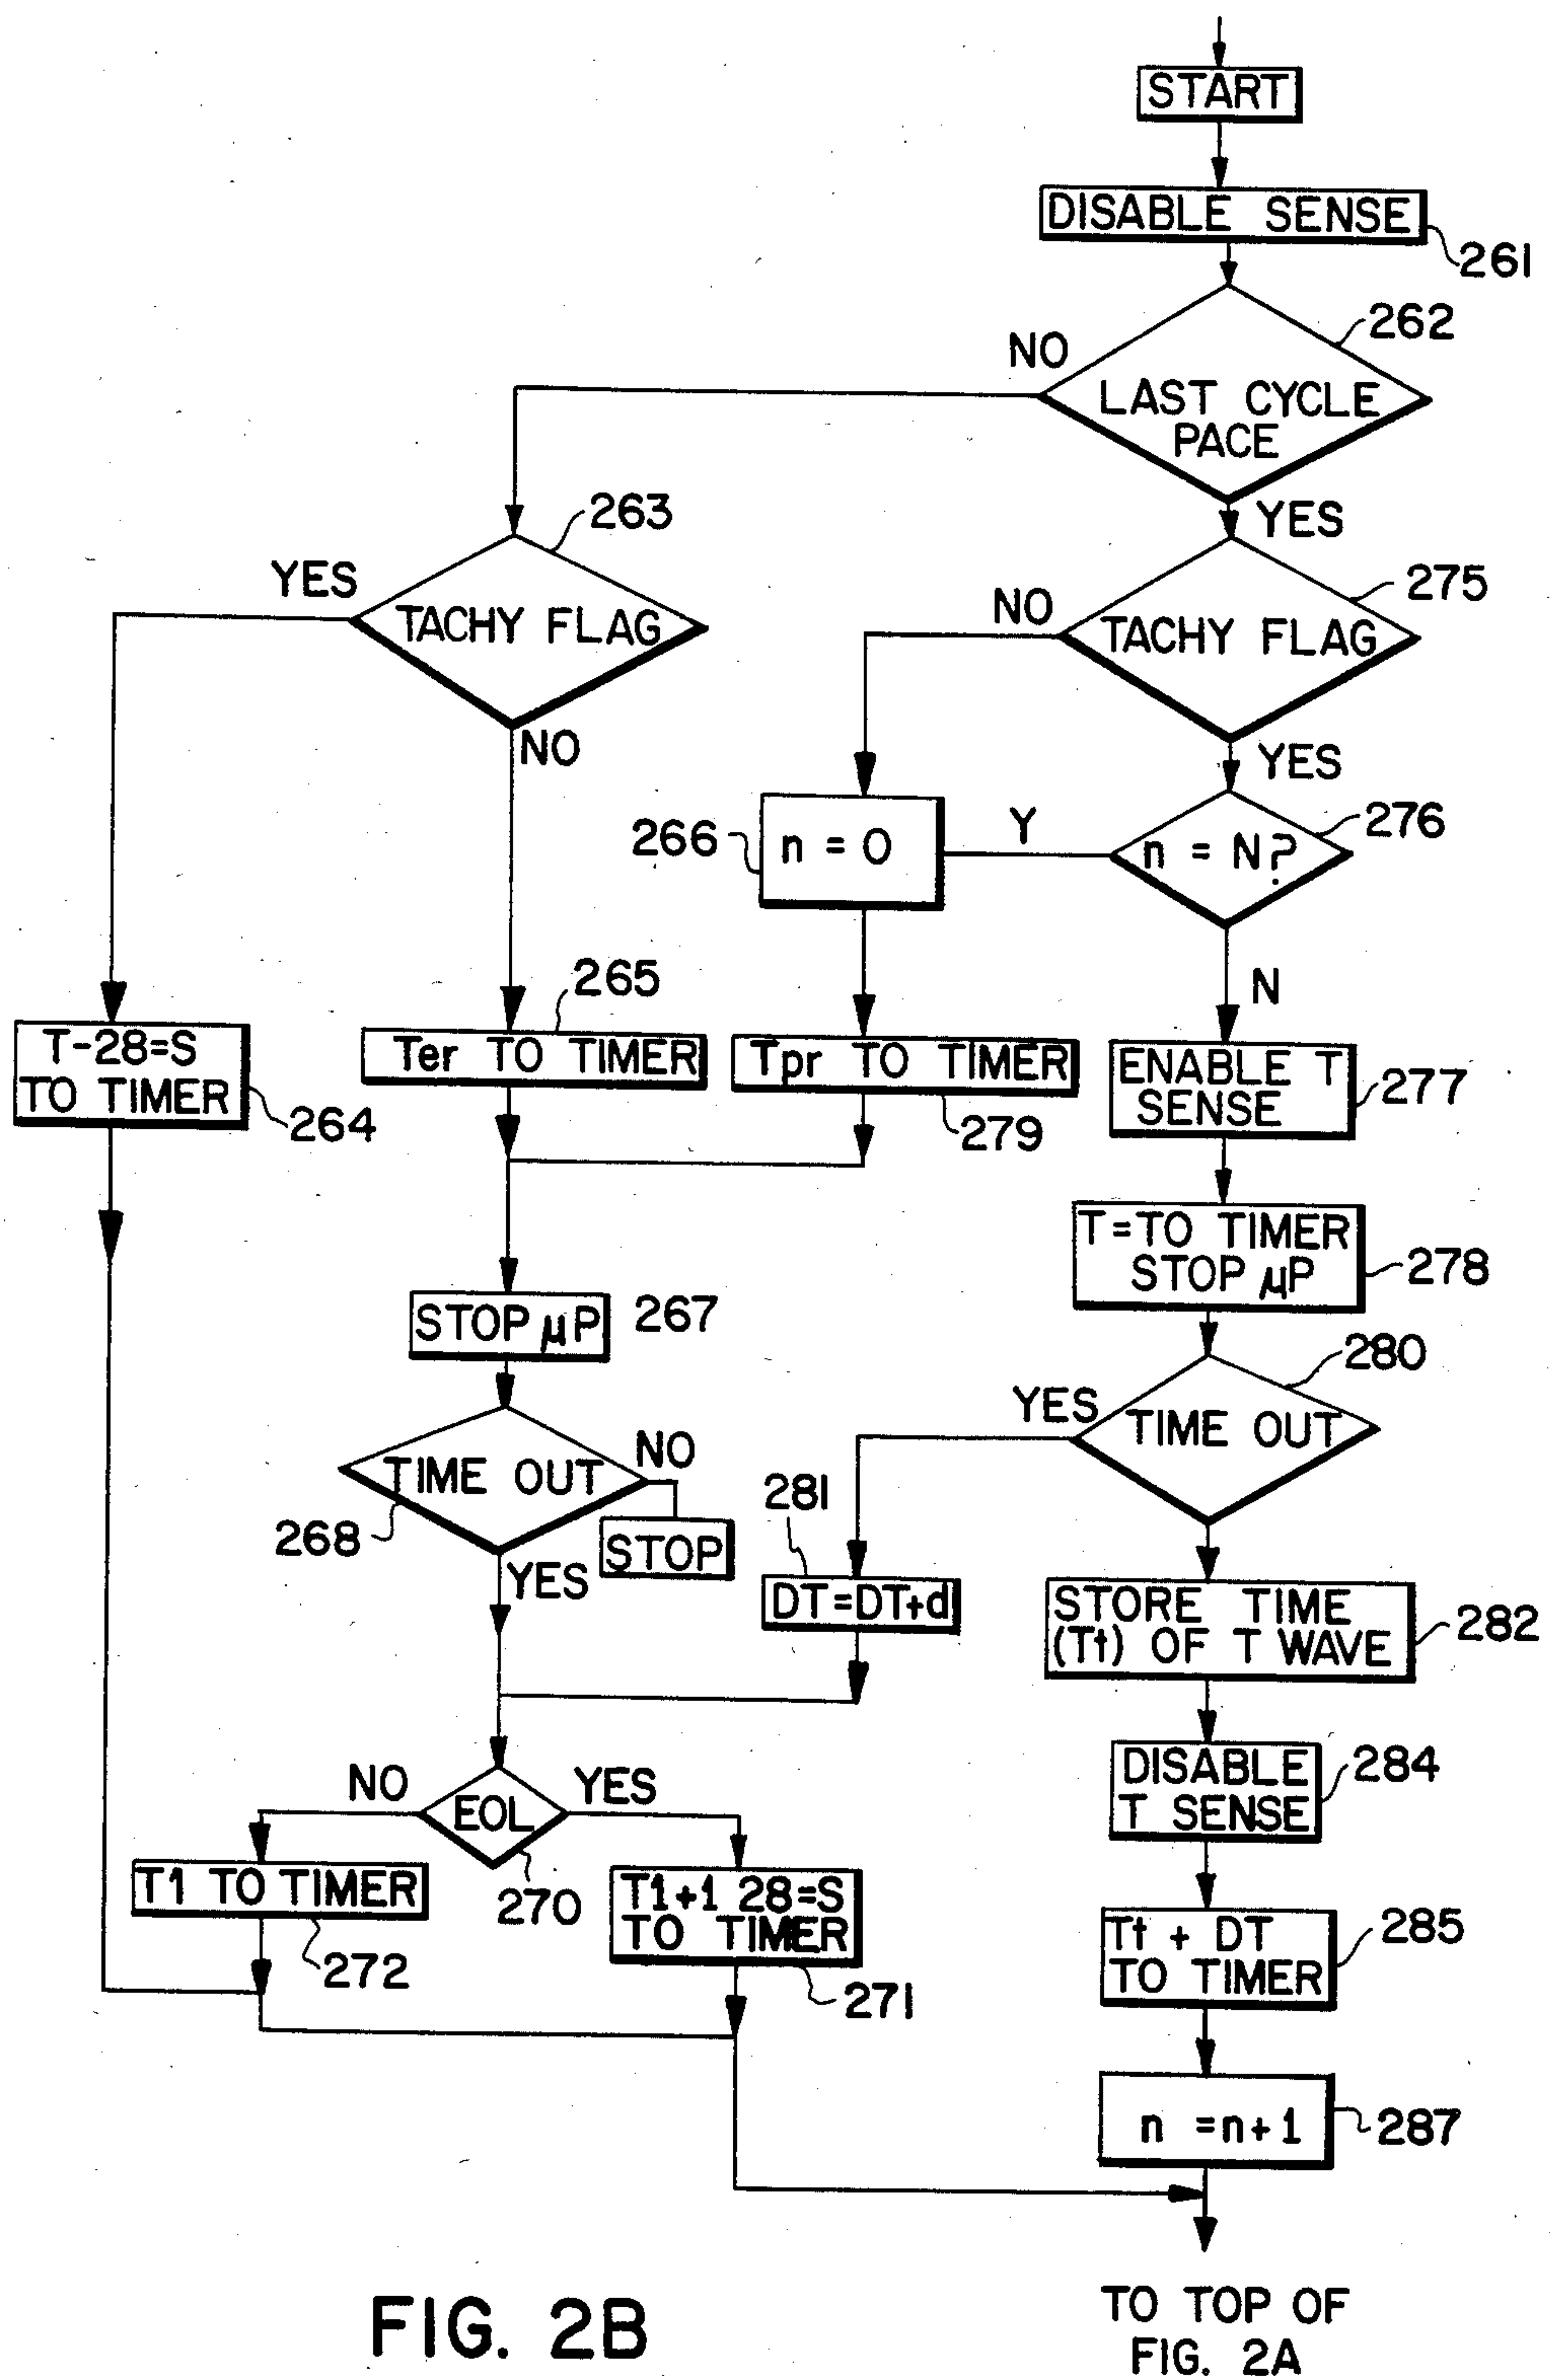 START
DISABLE SENSE
261
262
NO
LAST CYCLE
PACE
YES
263
YES
TACHY FLAG
NO
275
NO
TACHY FLAG
YES
276
266
n = 0
Y
n = N?
N
265
T-28=S
TO TIMER
264
Ter TO TIMER
Tpr TO TIMER
279
ENABLE T
SENSE
277
T=TO TIMER
STOP µP
278
STOP µP
267
280
YES
TIME OUT
TIME OUT
NO
268
STOP
YES
281
DT=DT+d
STORE TIME
(Tt) OF T WAVE
282
DISABLE
T SENSE
284
NO
EOL
YES
270
T1 TO TIMER
272
T1+1 28=S
TO TIMER
271
Tt + DT
TO TIMER
285
n =n+1
287
TO TOP OF
FIG. 2A
FIG. 2B